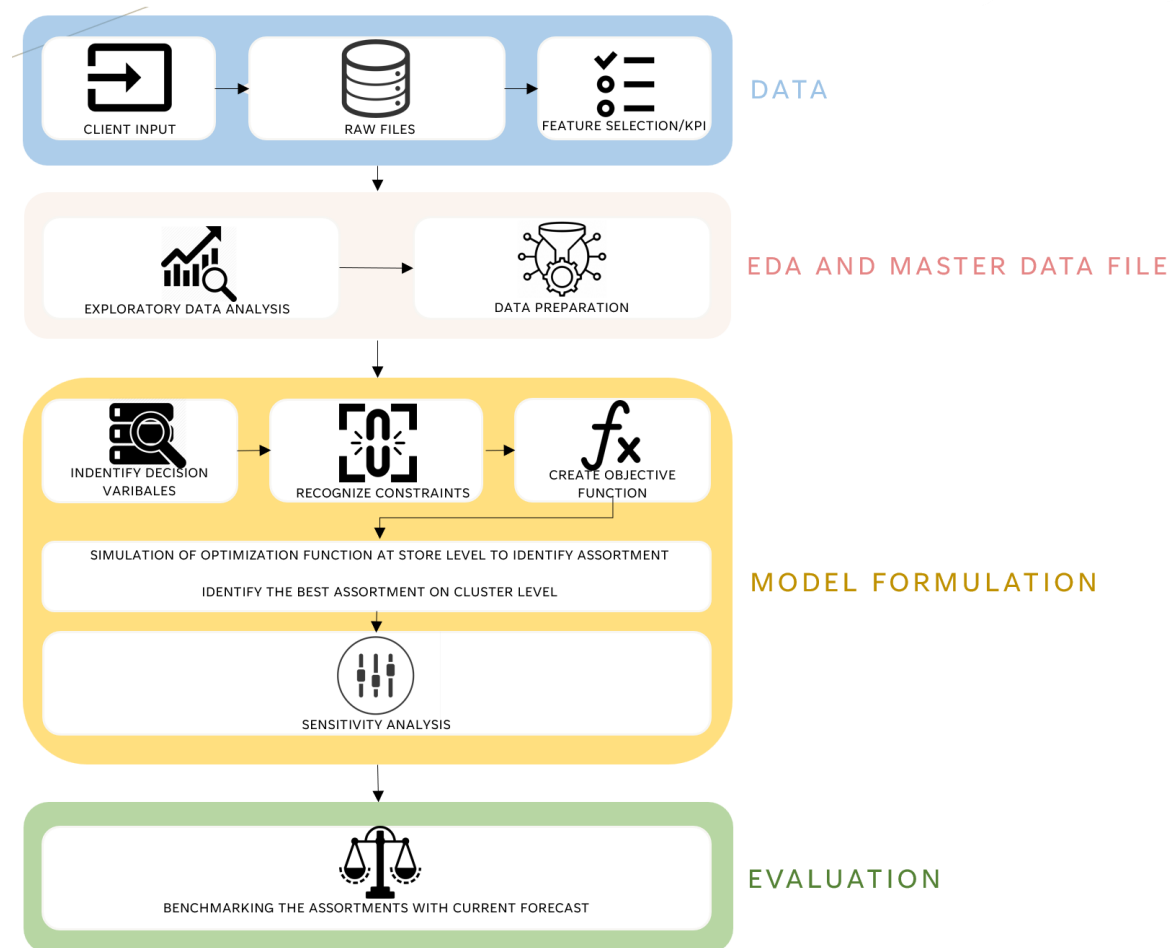 CLIENT INPUT
RAW FILES
FEATURE SELECTION/KPI
DATA
EXPLORATORY DATA ANALYSIS
DATA PREPARATION
EDA AND MASTER DATA FILE
INDENTIFY DECISION
VARIBALES
RECOGNIZE CONSTRAINTS
fx
CREATE OBJECTIVE
FUNCTION
SIMULATION OF OPTIMIZATION FUNCTION AT STORE LEVEL TO IDENTIFY ASSORTMENT
IDENTIFY THE BEST ASSORTMENT ON CLUSTER LEVEL
MODEL FORMULATION
SENSITIVITY ANALYSIS
BENCHMARKING THE ASSORTMENTS WITH CURRENT FORECAST
EVALUATION